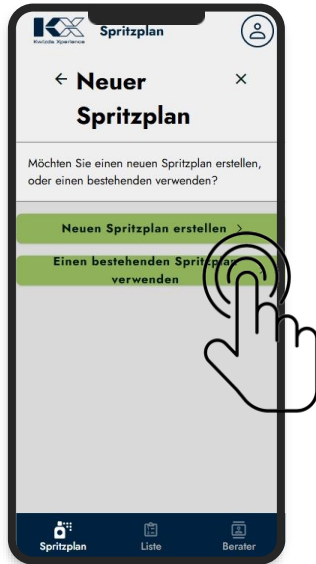 KX
Kwizda Xperience
Spritzplan
Neuer
Spritzplan
Möchten Sie einen neuen Spritzplan erstellen,
oder einen bestehenden verwenden?
Neuen Spritzplan erstellen
Einen bestehenden Spritzplan
verwenden
Spritzplan
Liste
Berater